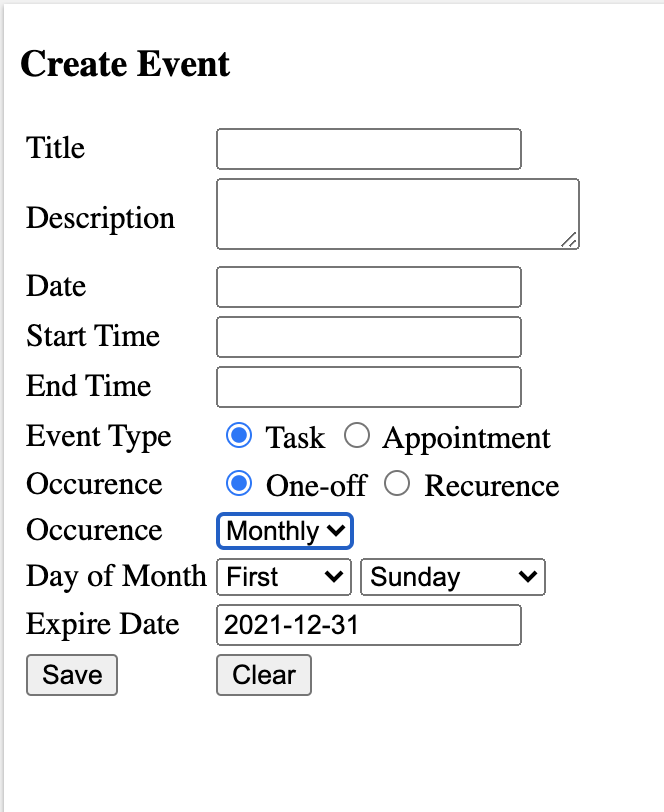 Create Event
Title
Description
Date
Start Time
End Time
Event Type Task Appointment
Occurence One-off Recurence
Occurence Monthly
Day of Month First Sunday
Expire Date 2021-12-31
Save Clear